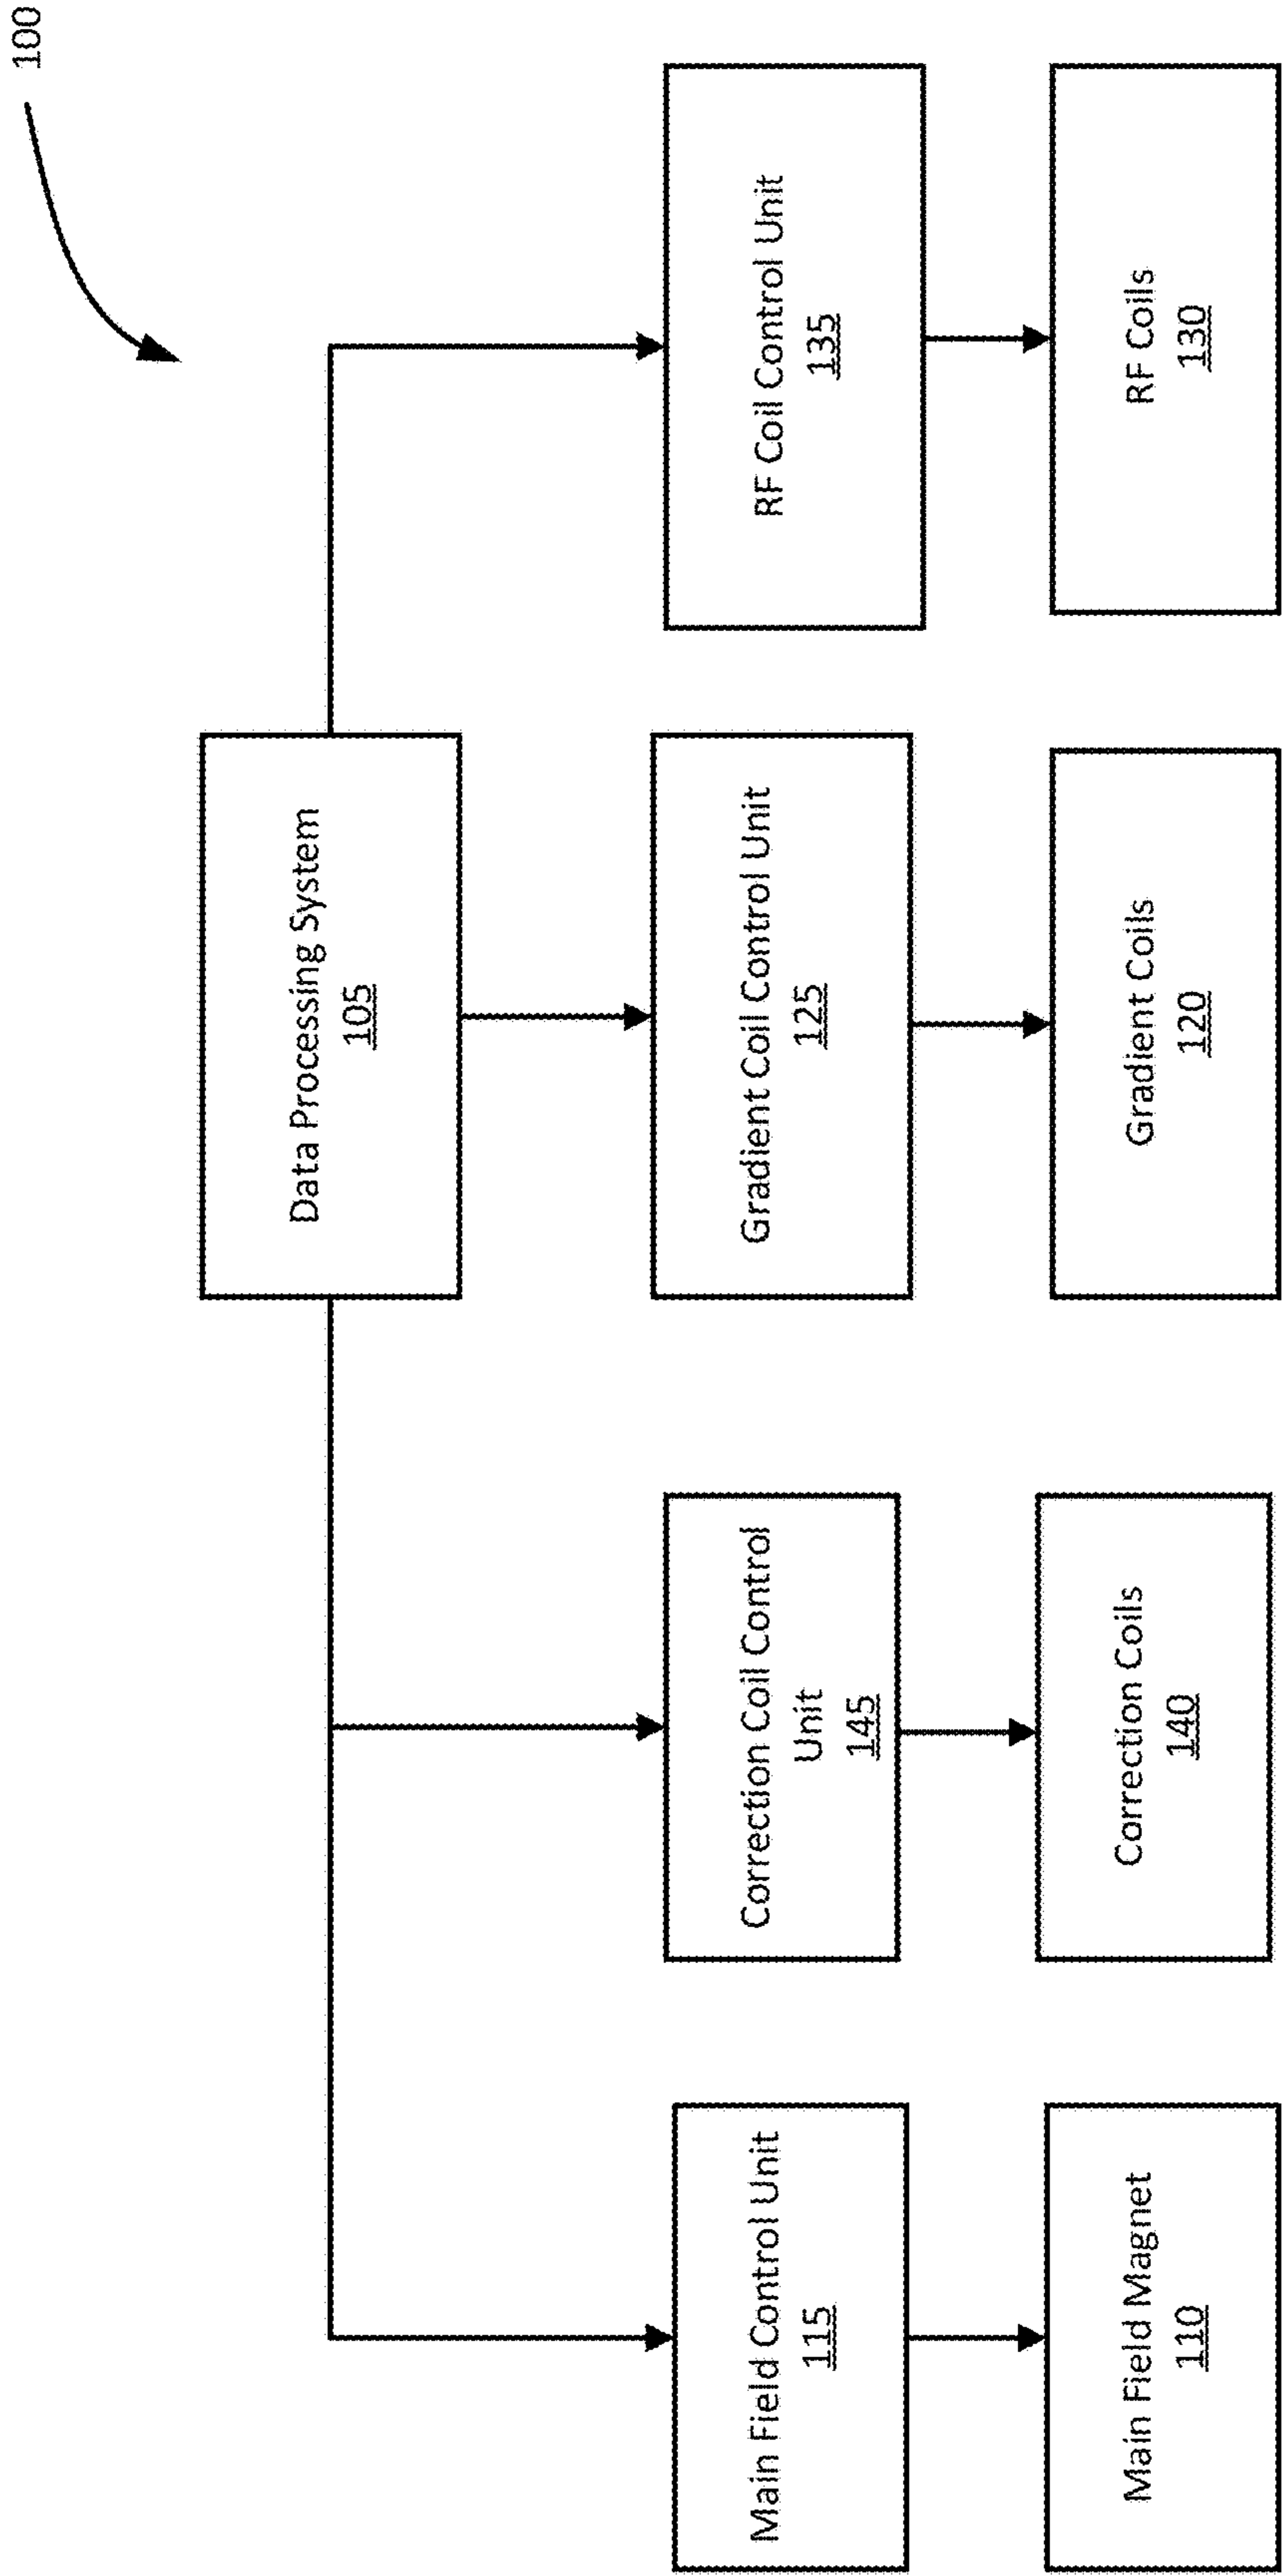 100
Data Processing System
105
Main Field Control Unit
115
Correction Coil Control
Unit
145
Gradient Coil Control Unit
125
RF Coil Control Unit
135
Main Field Magnet
110
Correction Coils
140
Gradient Coils
120
RF Coils
130